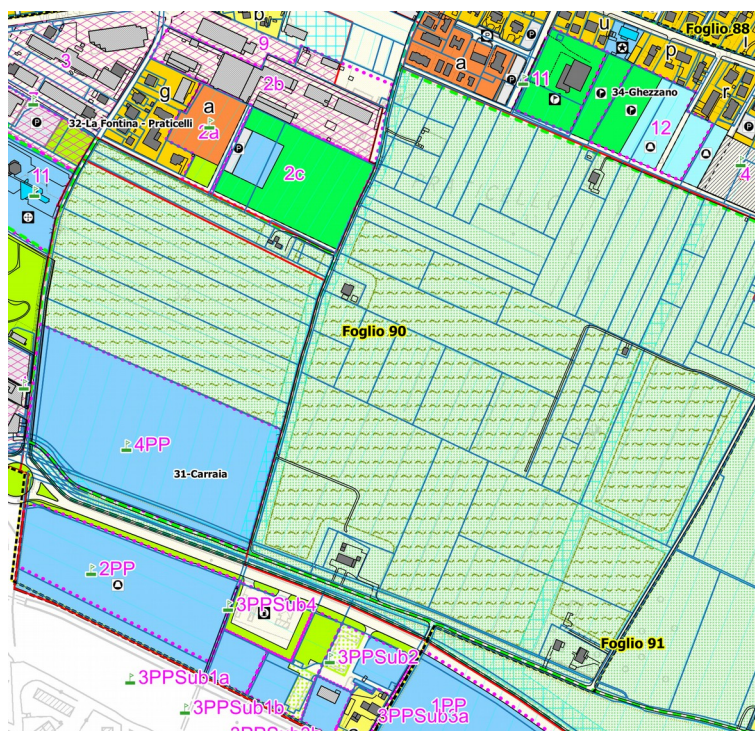 b
u
Foglio 88
9
e
p
l
3
a
11
34-Ghezzano
r
g
2b
7
a
32-La Fontina - Praticelli
2a
12
4
11
2c
Foglio 90
4PP
31-Carraia
2PP
3PPSub4
b
Foglio 91
3PPSub2
3PPSub1a
1PP
3PPSub1b
3PPSub3a